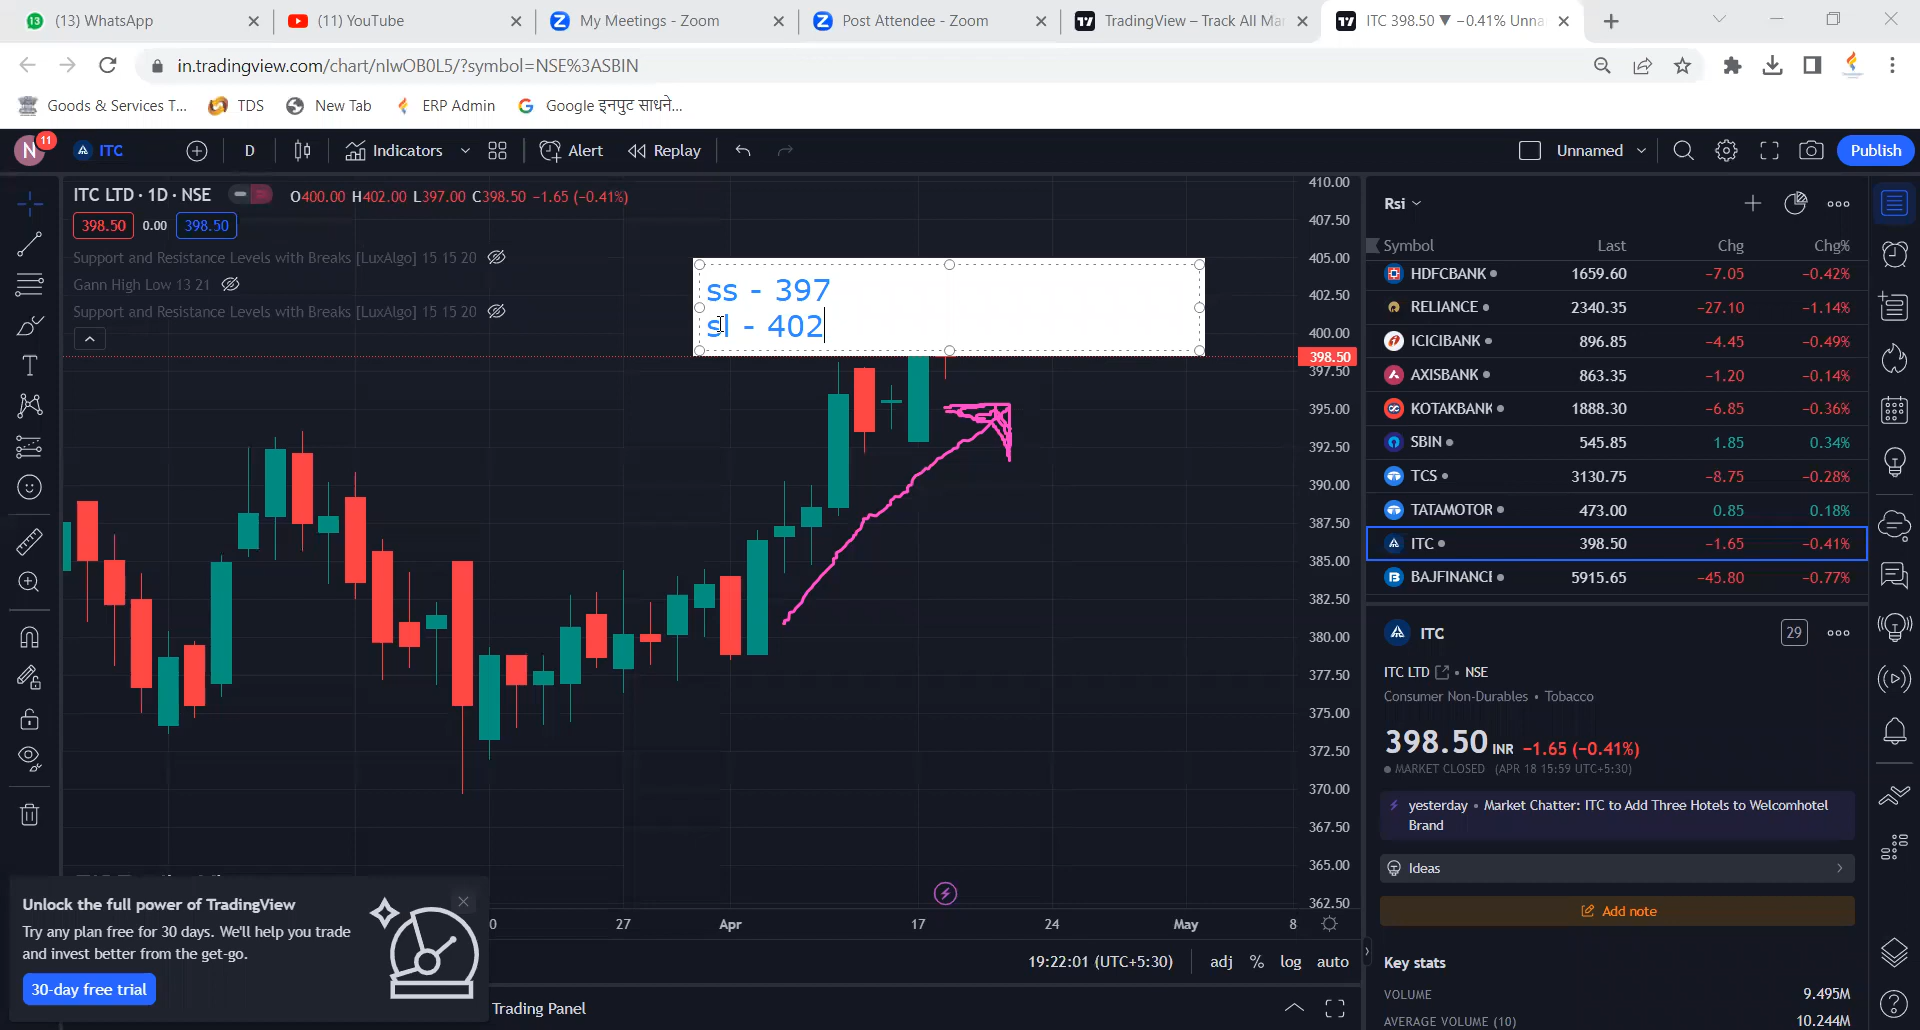 (13) WhatsApp
(11) YouTube
My Meetings - Zoom
Post Attendee - Zoom
TradingView – Track All Mar
ITC 398.50 ▼ −0.41% Unna
in.tradingview.com/chart/nIwOB0L5/?symbol=NSE%3ASBIN
Goods & Services T...
TDS
New Tab
ERP Admin
Google इनपुट साधने...
N
11
ITC
D
Indicators
Alert
Replay
Unnamed
Publish
ITC LTD · 1D · NSE
O400.00 H402.00 L397.00 C398.50 −1.65 (−0.41%)
398.50
0.00
398.50
Support and Resistance Levels with Breaks [LuxAlgo] 15 15 20
Gann High Low 13 21
Support and Resistance Levels with Breaks [LuxAlgo] 15 15 20
ss - 397
sl - 402
410.00
407.50
405.00
402.50
400.00
398.50
397.50
395.00
392.50
390.00
387.50
385.00
382.50
380.00
377.50
375.00
372.50
370.00
367.50
365.00
362.50
27
Apr
17
24
May
8
19:22:01 (UTC+5:30)
adj
%
log
auto
Trading Panel
Unlock the full power of TradingView
Try any plan free for 30 days. We'll help you trade
and invest better from the get-go.
30-day free trial
Rsi
Symbol Last Chg Chg%
HDFCBANK 1659.60 −7.05 −0.42%
RELIANCE 2340.35 −27.10 −1.14%
ICICIBANK 896.85 −4.45 −0.49%
AXISBANK 863.35 −1.20 −0.14%
KOTAKBANK 1888.30 −6.85 −0.36%
SBIN 545.85 1.85 0.34%
TCS 3130.75 −8.75 −0.28%
TATAMOTOR 473.00 0.85 0.18%
ITC 398.50 −1.65 −0.41%
BAJFINANCI 5915.65 −45.80 −0.77%
ITC
29
ITC LTD • NSE
Consumer Non-Durables • Tobacco
398.50 INR −1.65 (−0.41%)
MARKET CLOSED (APR 18 15:59 UTC+5:30)
yesterday • Market Chatter: ITC to Add Three Hotels to Welcomhotel
Brand
Ideas
Add note
Key stats
VOLUME 9.495M
AVERAGE VOLUME (10) 10.244M